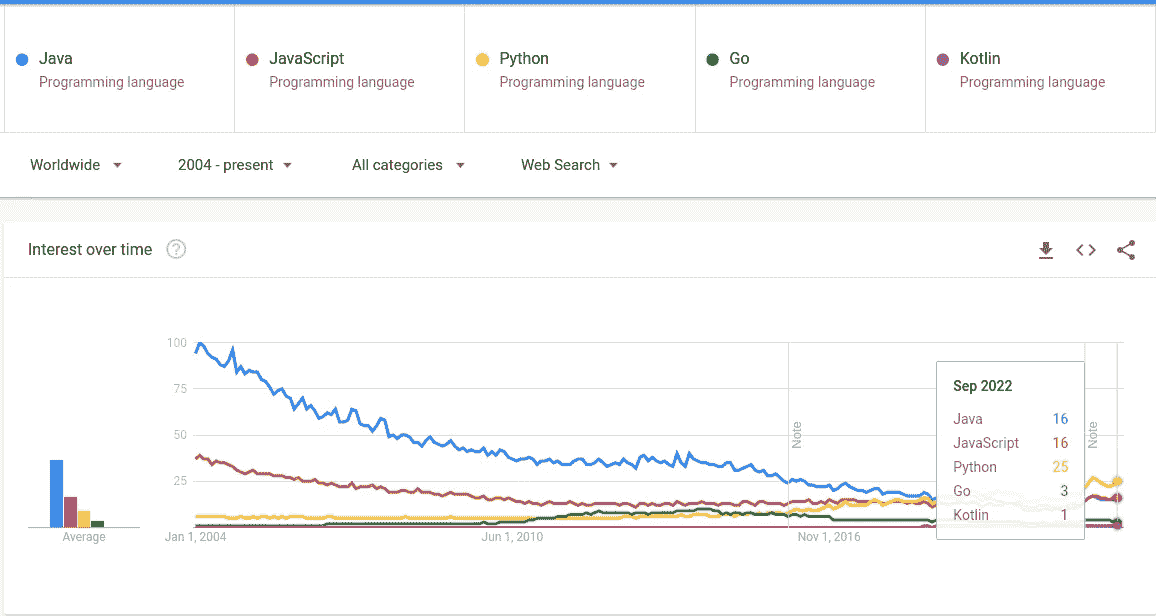 Java JavaScript Python Go Kotlin
Programming language Programming language Programming language Programming language Programming language
Worldwide 2004 - present All categories Web Search
Interest over time ?
100
75
50
25
Note
Note
Sep 2022
Java 16
JavaScript 16
Python 25
Go 3
Kotlin 1
Average
Jan 1, 2004 Jun 1, 2010 Nov 1, 2016